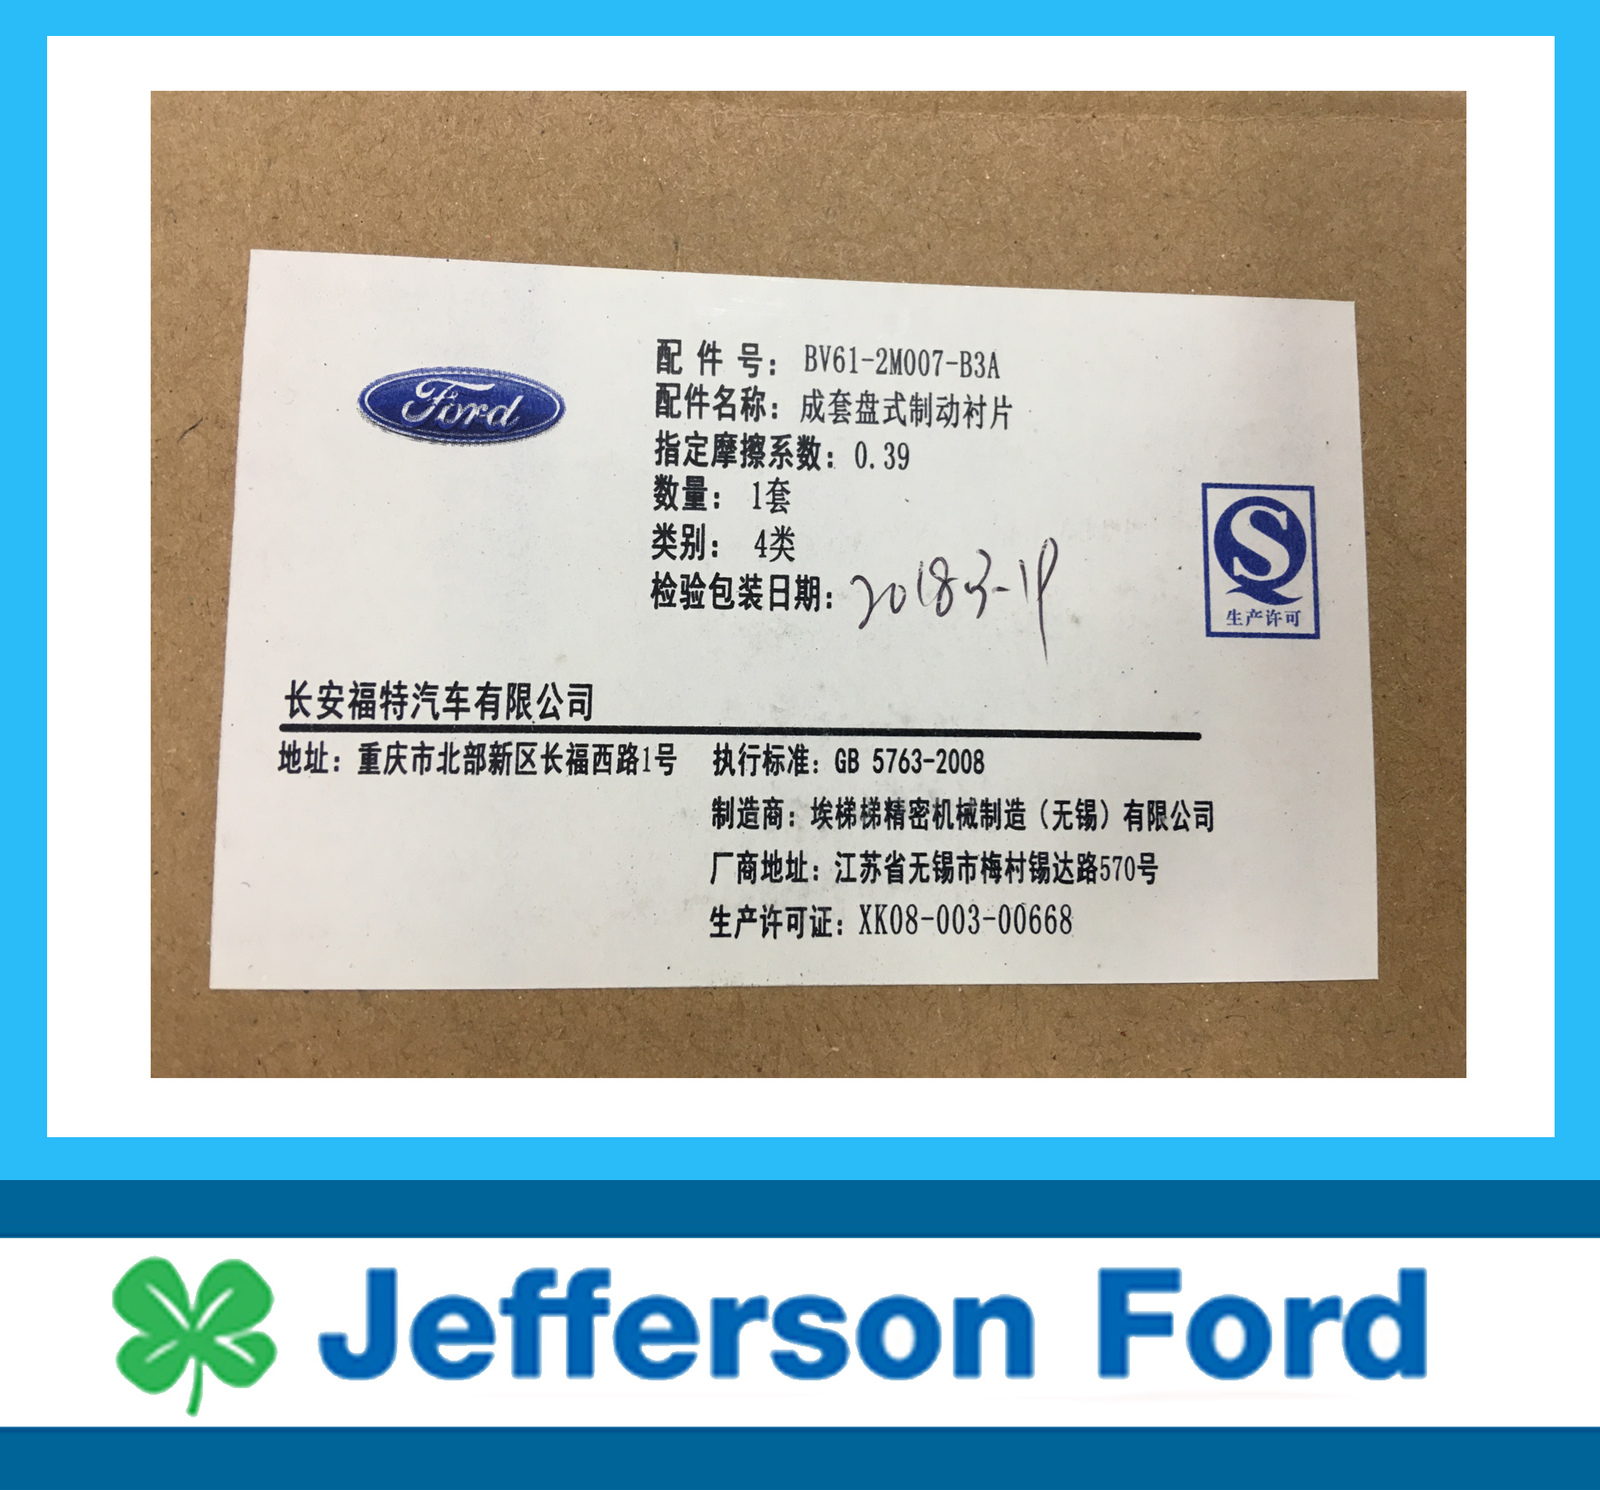 Ford
配 件 号： BV61-2M007-B3A
配件名称：成套盘式制动衬片
指定摩擦系数：0.39
数量： 1套
类别： 4类
检验包装日期：2018-3-19
生产许可
长安福特汽车有限公司
地址：重庆市北部新区长福西路1号 执行标准：GB 5763-2008
制造商：埃梯梯精密机械制造（无锡）有限公司
厂商地址：江苏省无锡市梅村锡达路570号
生产许可证：XK08-003-00668
Jefferson Ford